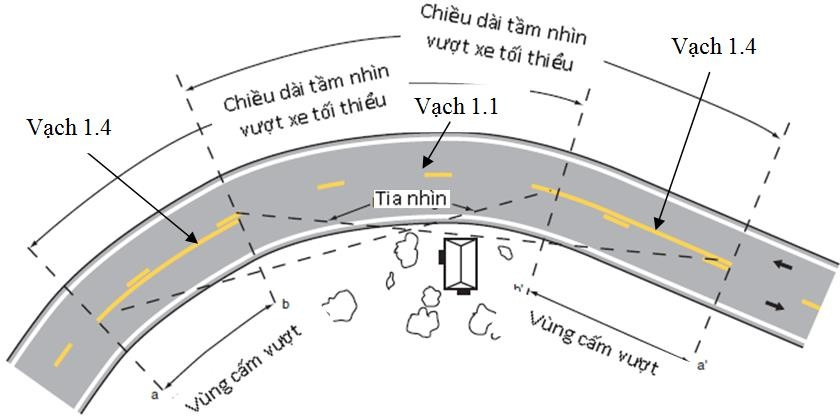 Chiều dài tầm nhìn
vượt xe tối thiểu
Vạch 1.4
Chiều dài tầm nhìn
vượt xe tối thiểu
Vạch 1.1
Vạch 1.4
Tia nhìn
b
a
Vùng cấm vượt
Vùng cấm vượt
a'